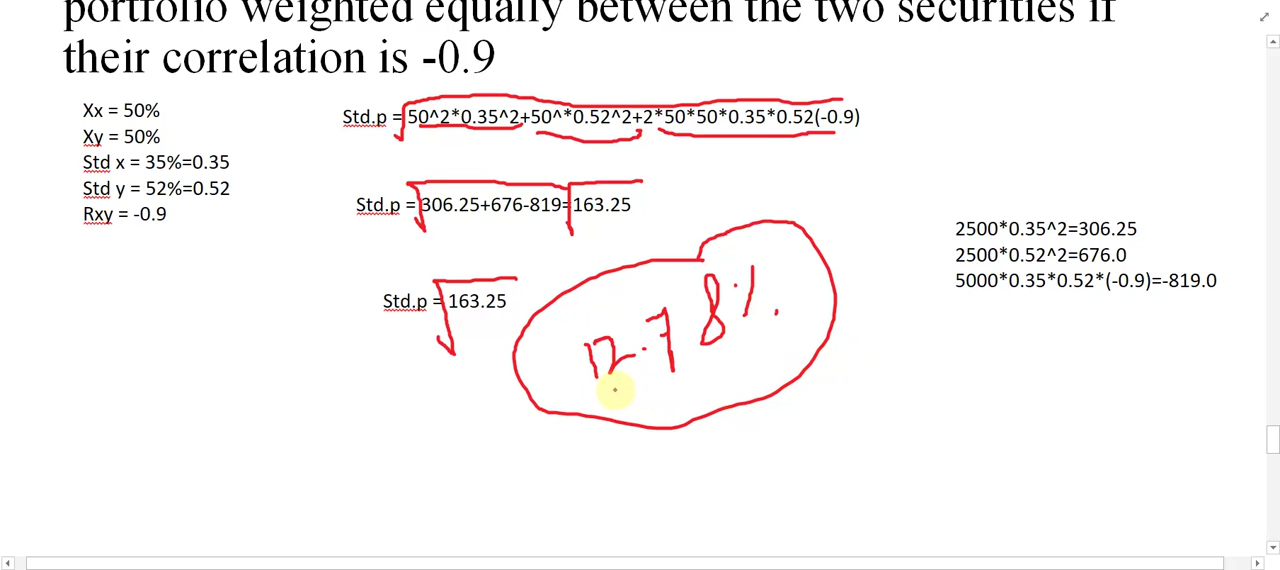 portfolio weighted equally between the two securities if
their correlation is -0.9
Xx = 50%
Xy = 50%
Std x = 35%=0.35
Std y = 52%=0.52
Rxy = -0.9
Std.p = 50^2*0.35^2+50^*0.52^2+2*50*50*0.35*0.52(-0.9)
Std.p = 306.25+676-819=163.25
Std.p = 163.25
12.78%
2500*0.35^2=306.25
2500*0.52^2=676.0
5000*0.35*0.52*(-0.9)=-819.0